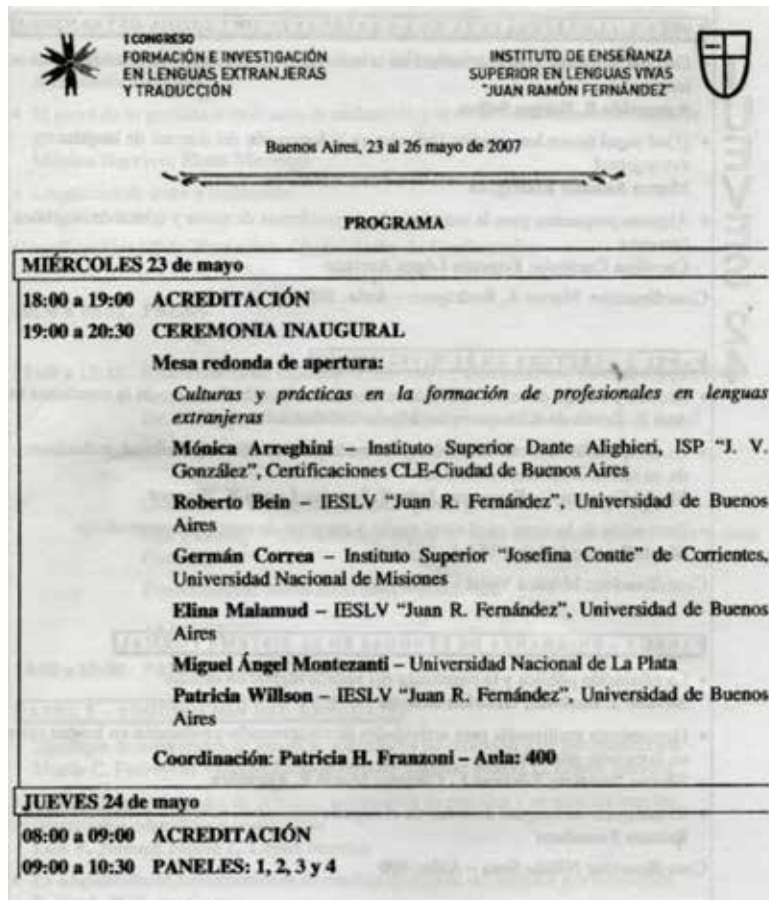 I CONGRESO
FORMACIÓN E INVESTIGACIÓN
EN LENGUAS EXTRANJERAS
Y TRADUCCIÓN
INSTITUTO DE ENSEÑANZA
SUPERIOR EN LENGUAS VIVAS
"JUAN RAMÓN FERNÁNDEZ"
Buenos Aires, 23 al 26 mayo de 2007
PROGRAMA
MIÉRCOLES 23 de mayo
18:00 a 19:00 ACREDITACIÓN
19:00 a 20:30 CEREMONIA INAUGURAL
Mesa redonda de apertura:
Culturas y prácticas en la formación de profesionales en lenguas
extranjeras
Mónica Arreghini – Instituto Superior Dante Alighieri, ISP "J. V.
González", Certificaciones CLE-Ciudad de Buenos Aires
Roberto Bein – IESLV "Juan R. Fernández", Universidad de Buenos
Aires
Germán Correa – Instituto Superior "Josefina Contte" de Corrientes,
Universidad Nacional de Misiones
Elina Malamud – IESLV "Juan R. Fernández", Universidad de Buenos
Aires
Miguel Ángel Montezanti – Universidad Nacional de La Plata
Patricia Willson – IESLV "Juan R. Fernández", Universidad de Buenos
Aires
Coordinación: Patricia H. Franzoni – Aula: 400
JUEVES 24 de mayo
08:00 a 09:00 ACREDITACIÓN
09:00 a 10:30 PANELES: 1, 2, 3 y 4